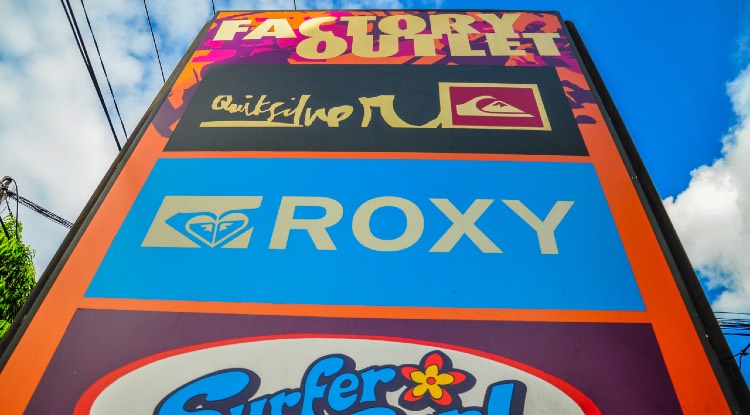 FACTORY
OUTLET
Quiksilver
ROXY
Surfer